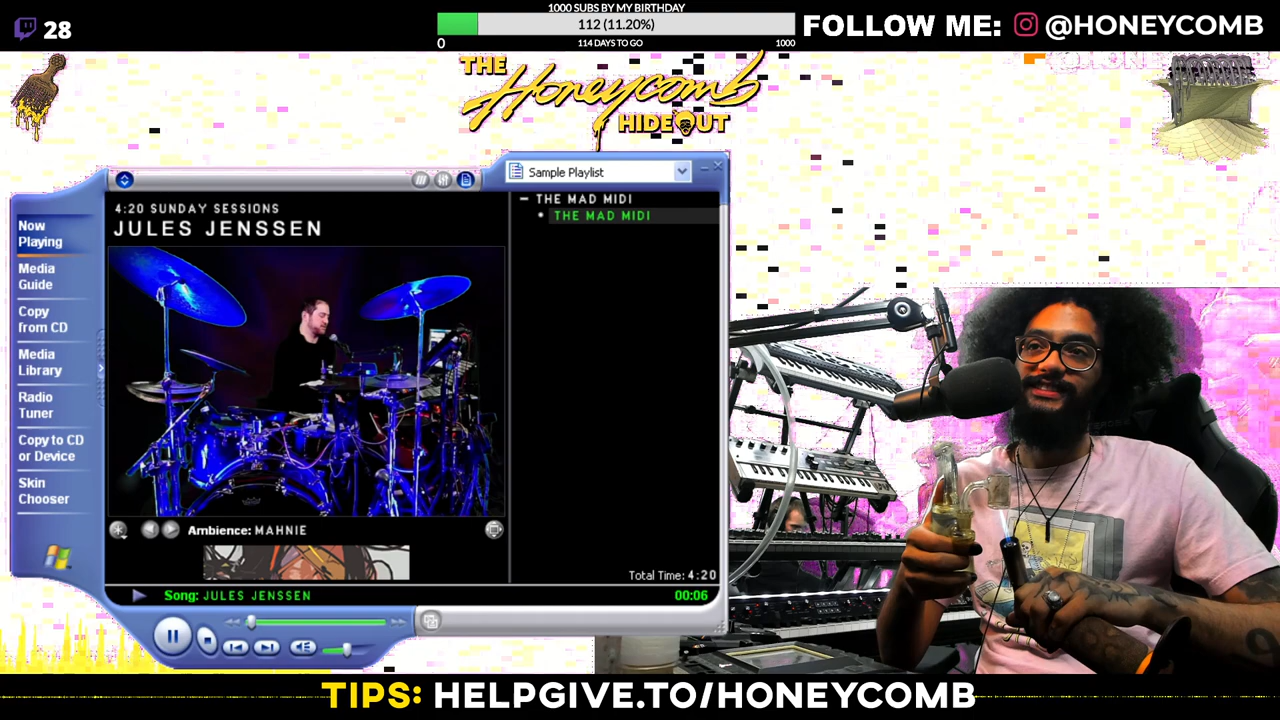 28
1000 SUBS BY MY BIRTHDAY
112 (11.20%)
0
114 DAYS TO GO
1000
FOLLOW ME: @HONEYCOMB
THE
Honeycomb
HIDEOUT
Sample Playlist
4:20 SUNDAY SESSIONS
JULES JENSSEN
THE MAD MIDI
THE MAD MIDI
Now
Playing
Media
Guide
Copy
from CD
Media
Library
Radio
Tuner
Copy to CD
or Device
Skin
Chooser
Ambience: MAHNIE
Total Time: 4:20
Song: JULES JENSSEN
00:06
TIPS: HELPGIVE.TO/HONEYCOMB